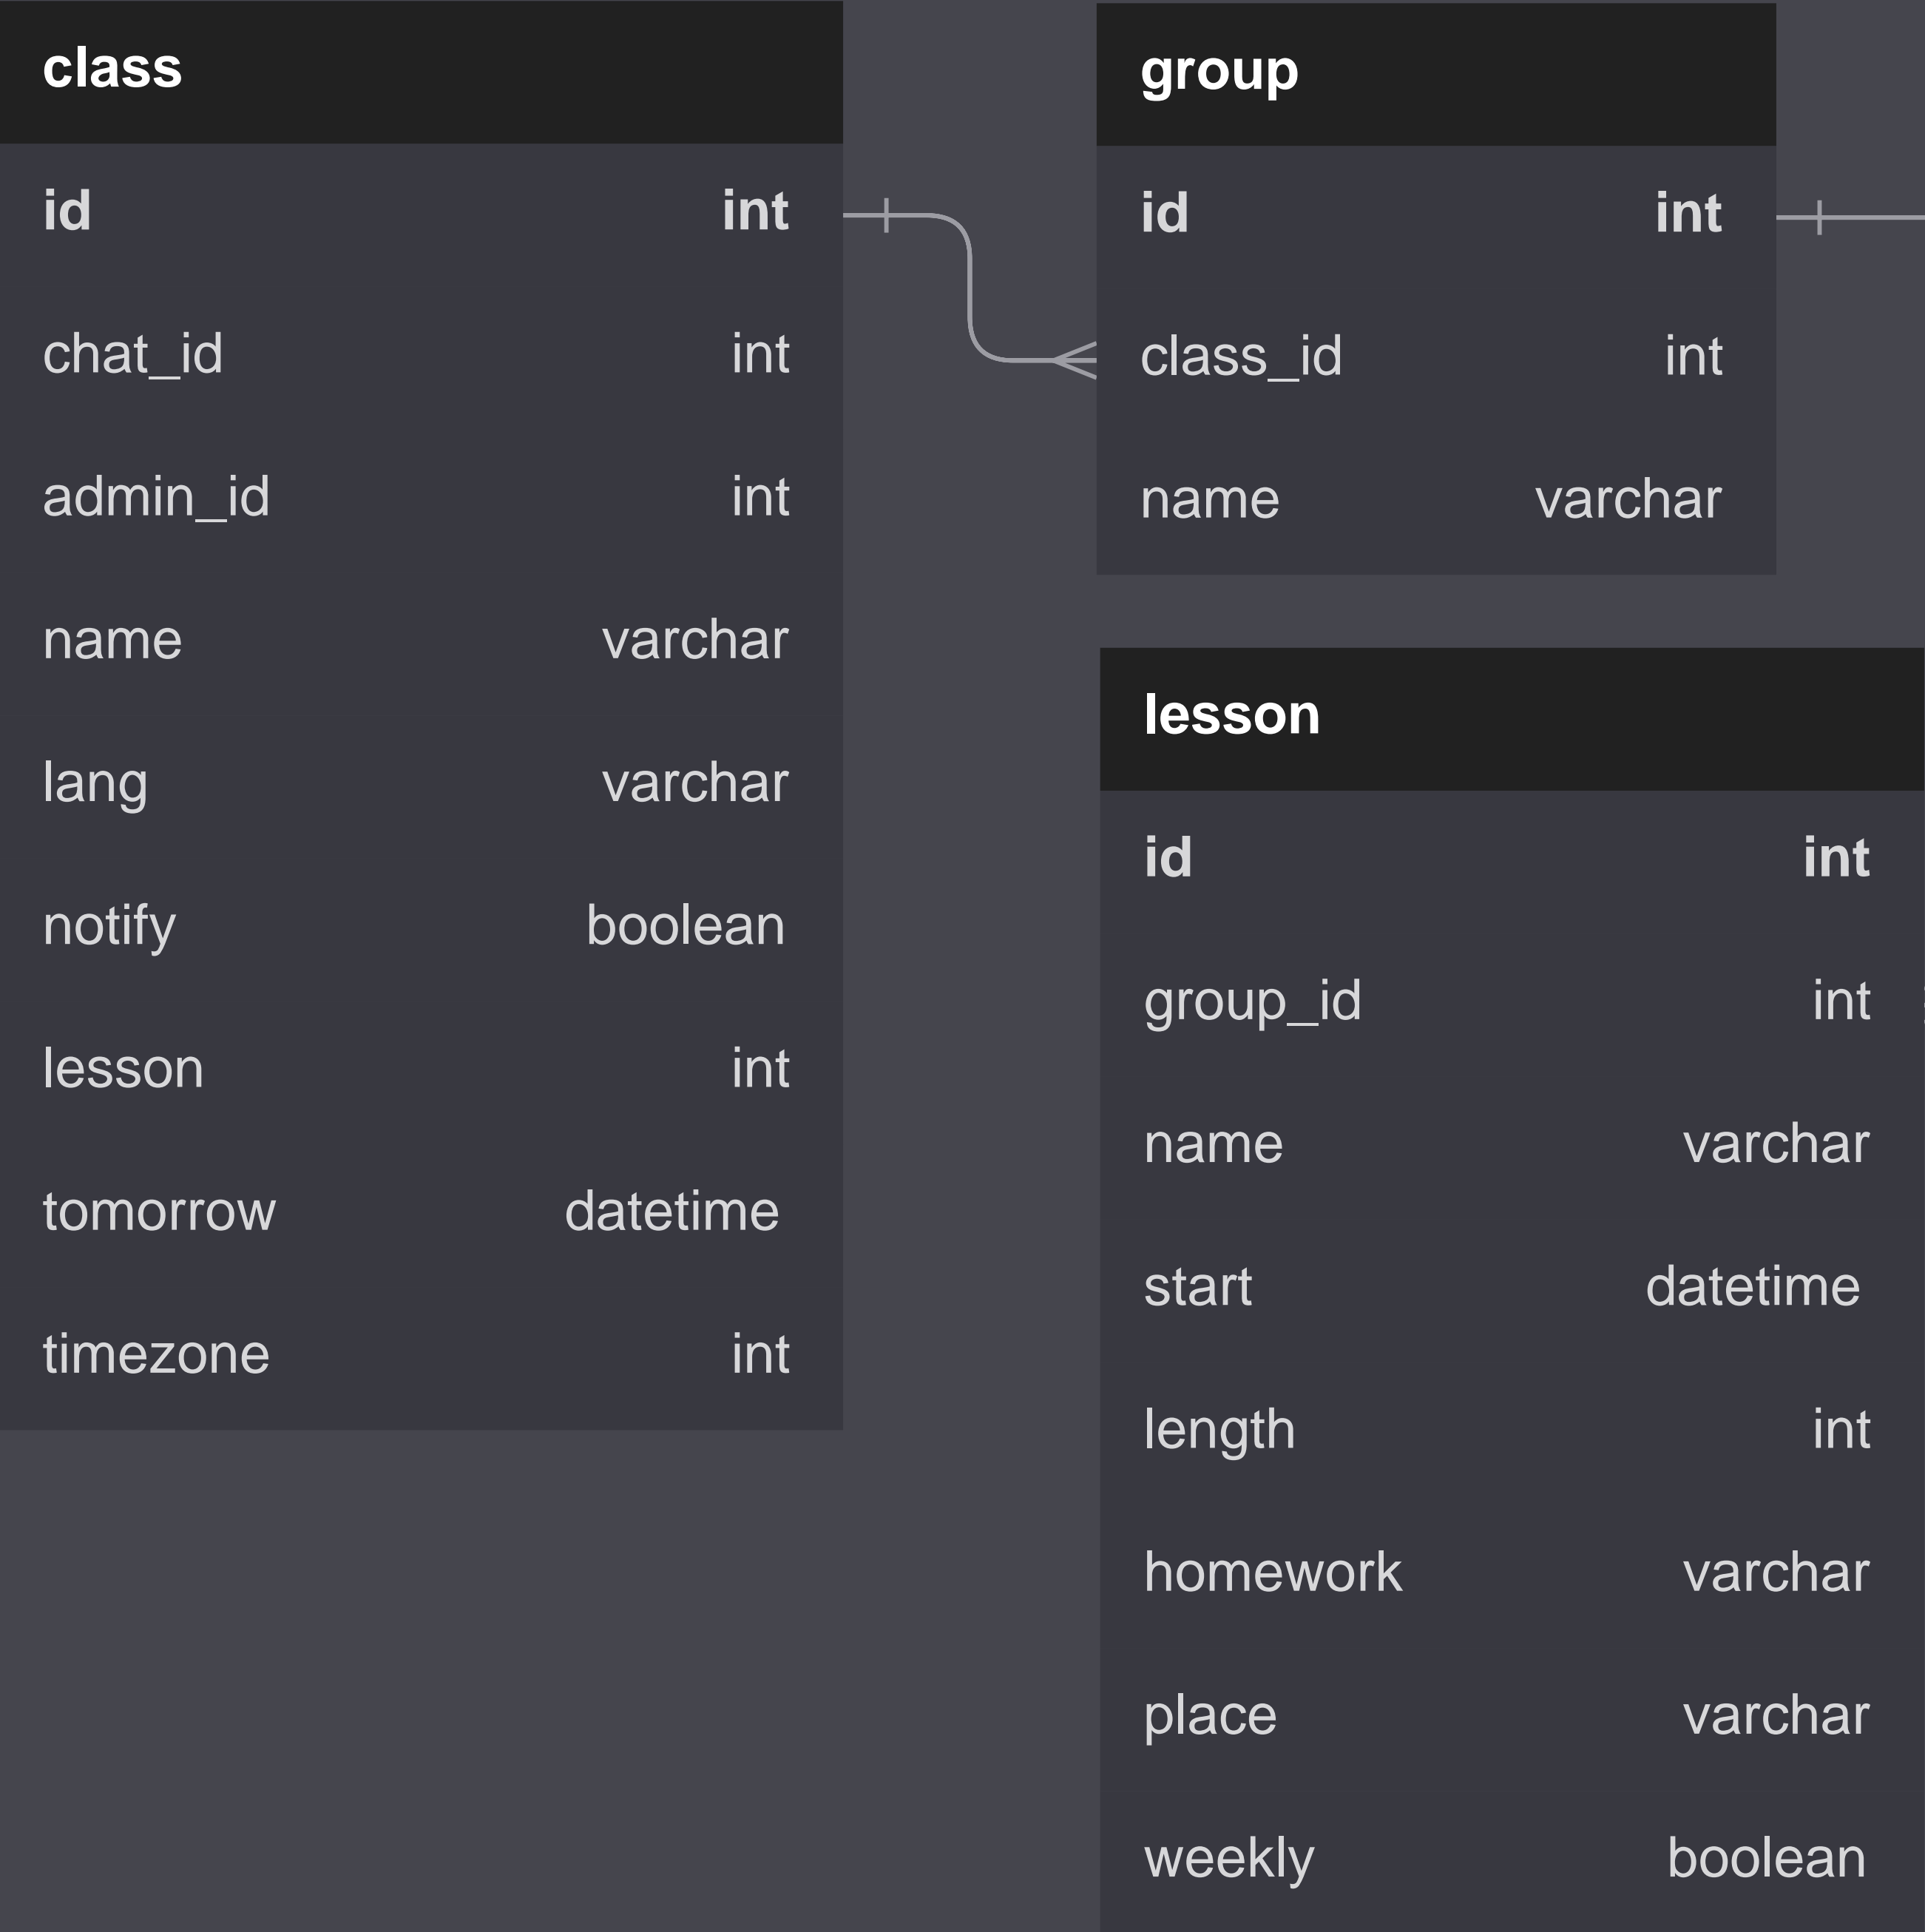 class
id int
chat_id int
admin_id int
name varchar
lang varchar
notify boolean
lesson int
tomorrow datetime
timezone int
group
id int
class_id int
name varchar
lesson
id int
group_id int
name varchar
start datetime
length int
homework varchar
place varchar
weekly boolean